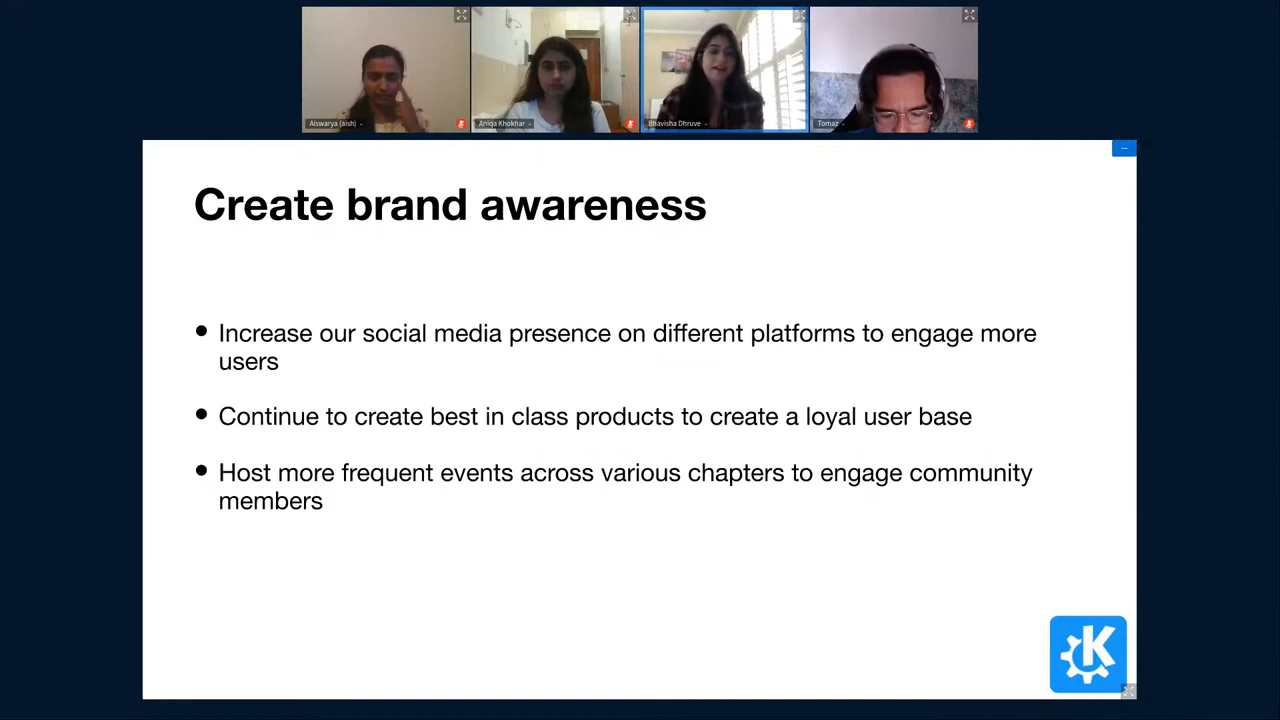 Aiswarya (aish)
Aniqa Khokhar
Bhavisha Dhruve
Tomaz
Create brand awareness
• Increase our social media presence on different platforms to engage more
users
• Continue to create best in class products to create a loyal user base
• Host more frequent events across various chapters to engage community
members
K